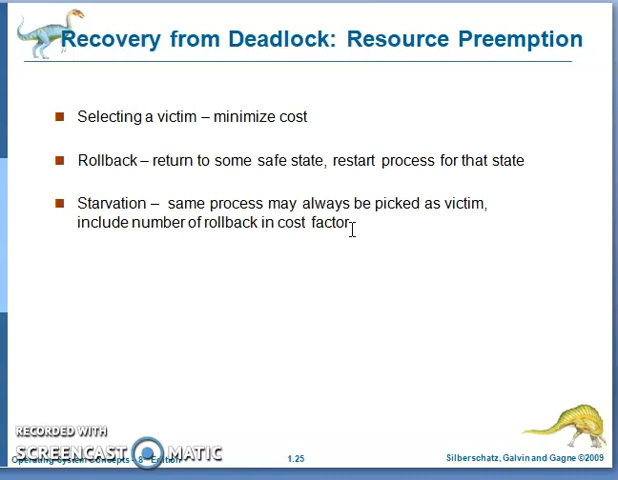 Recovery from Deadlock: Resource Preemption
Selecting a victim – minimize cost
Rollback – return to some safe state, restart process for that state
Starvation – same process may always be picked as victim,
include number of rollback in cost factor
RECORDED WITH
SCREENCAST MATIC
Operating System Concepts – 8th Edition
1.25
Silberschatz, Galvin and Gagne ©2009